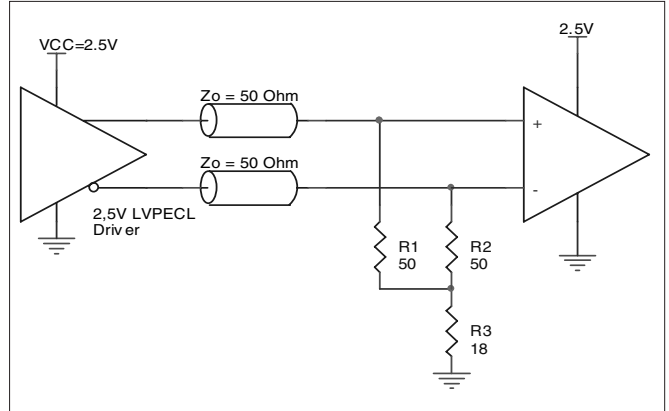 VCC=2.5V
2.5V
Zo = 50 Ohm
+
Zo = 50 Ohm
-
2,5V LVPECL
Driver
R1
50
R2
50
R3
18